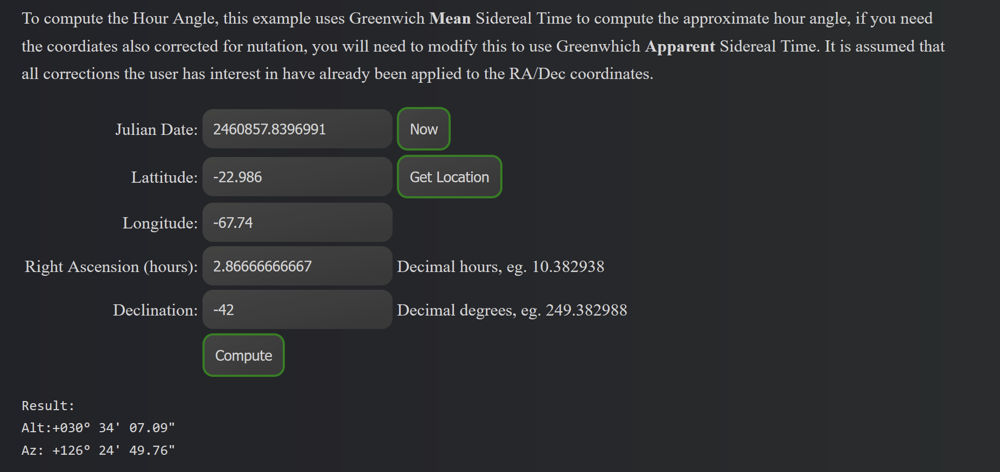 To compute the Hour Angle, this example uses Greenwich Mean Sidereal Time to compute the approximate hour angle, if you need
the coordiates also corrected for nutation, you will need to modify this to use Greenwhich Apparent Sidereal Time. It is assumed that
all corrections the user has interest in have already been applied to the RA/Dec coordinates.
Julian Date: 2460857.8396991 Now
Lattitude: -22.986 Get Location
Longitude: -67.74
Right Ascension (hours): 2.86666666667 Decimal hours, eg. 10.382938
Declination: -42 Decimal degrees, eg. 249.382988
Compute
Result:
Alt:+030° 34' 07.09"
Az: +126° 24' 49.76"